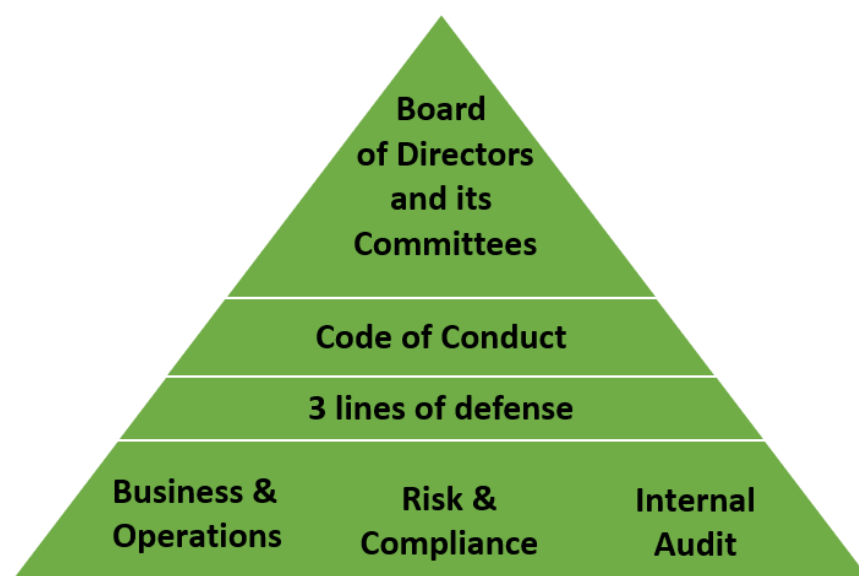 Board
of Directors
and its
Committees
Code of Conduct
3 lines of defense
Business &
Operations
Risk &
Compliance
Internal
Audit